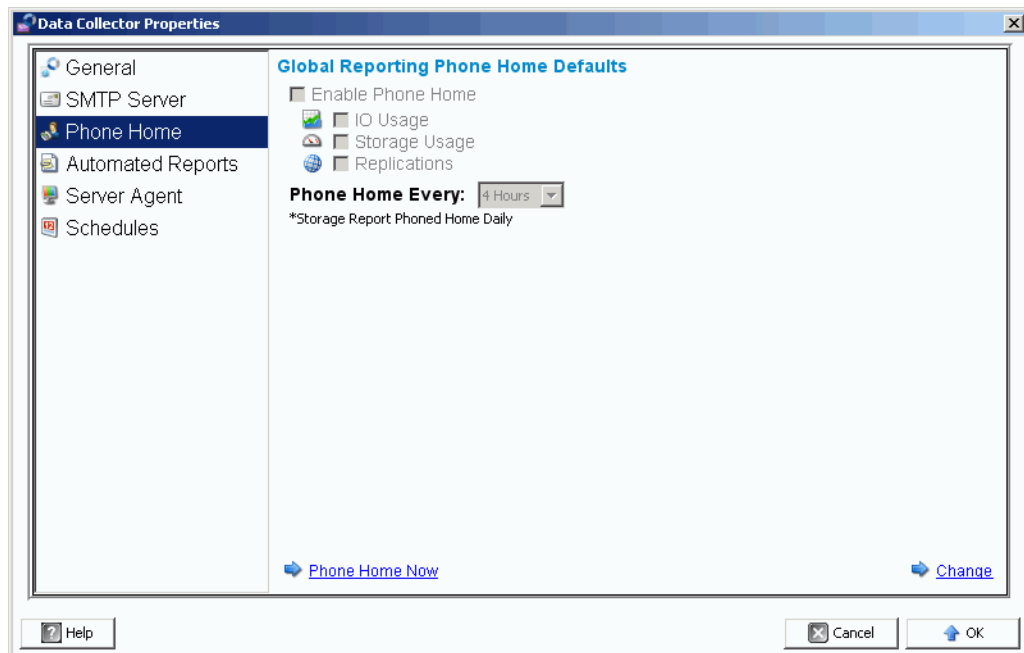 Data Collector Properties
General
SMTP Server
Phone Home
Automated Reports
Server Agent
Schedules
Global Reporting Phone Home Defaults
Enable Phone Home
IO Usage
Storage Usage
Replications
Phone Home Every: 4 Hours
*Storage Report Phoned Home Daily
Phone Home Now
Change
Help
Cancel
OK